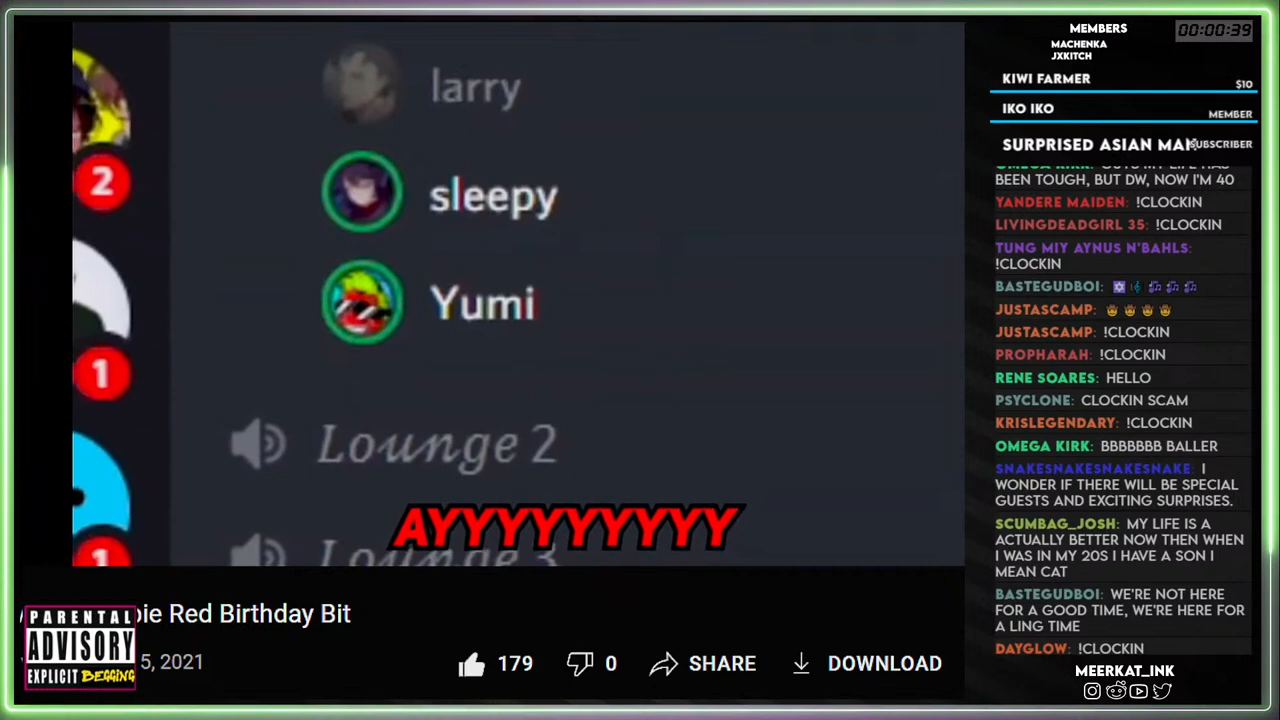 larry
sleepy
Yumi
Lounge 2
Lounge 3
AYYYYYYYYY
2
1
1
bie Red Birthday Bit
5, 2021
179
0
SHARE
DOWNLOAD
PARENTAL
ADVISORY
EXPLICIT BEGGING
MEMBERS
MACHENKA
JXKITCH
00:00:39
KIWI FARMER
$10
IKO IKO
MEMBER
SURPRISED ASIAN MAN
SUBSCRIBER
BEEN TOUGH, BUT DW, NOW I'M 40
YANDERE MAIDEN: !CLOCKIN
LIVINGDEADGIRL 35: !CLOCKIN
TUNG MIY AYNUS N'BAHLS:
!CLOCKIN
BASTEGUDBOI: 🔯 🎼 🎶 🎶 🎶
JUSTASCAMP: 🤠 🤠 🤠 🤠
JUSTASCAMP: !CLOCKIN
PROPHARAH: !CLOCKIN
RENE SOARES: HELLO
PSYCLONE: CLOCKIN SCAM
KRISLEGENDARY: !CLOCKIN
OMEGA KIRK: BBBBBBB BALLER
SNAKESNAKESNAKESNAKE: I
WONDER IF THERE WILL BE SPECIAL
GUESTS AND EXCITING SURPRISES.
SCUMBAG_JOSH: MY LIFE IS A
ACTUALLY BETTER NOW THEN WHEN
I WAS IN MY 20S I HAVE A SON I
MEAN CAT
BASTEGUDBOI: WE'RE NOT HERE
FOR A GOOD TIME, WE'RE HERE FOR
A LING TIME
DAYGLOW: !CLOCKIN
MEERKAT_INK